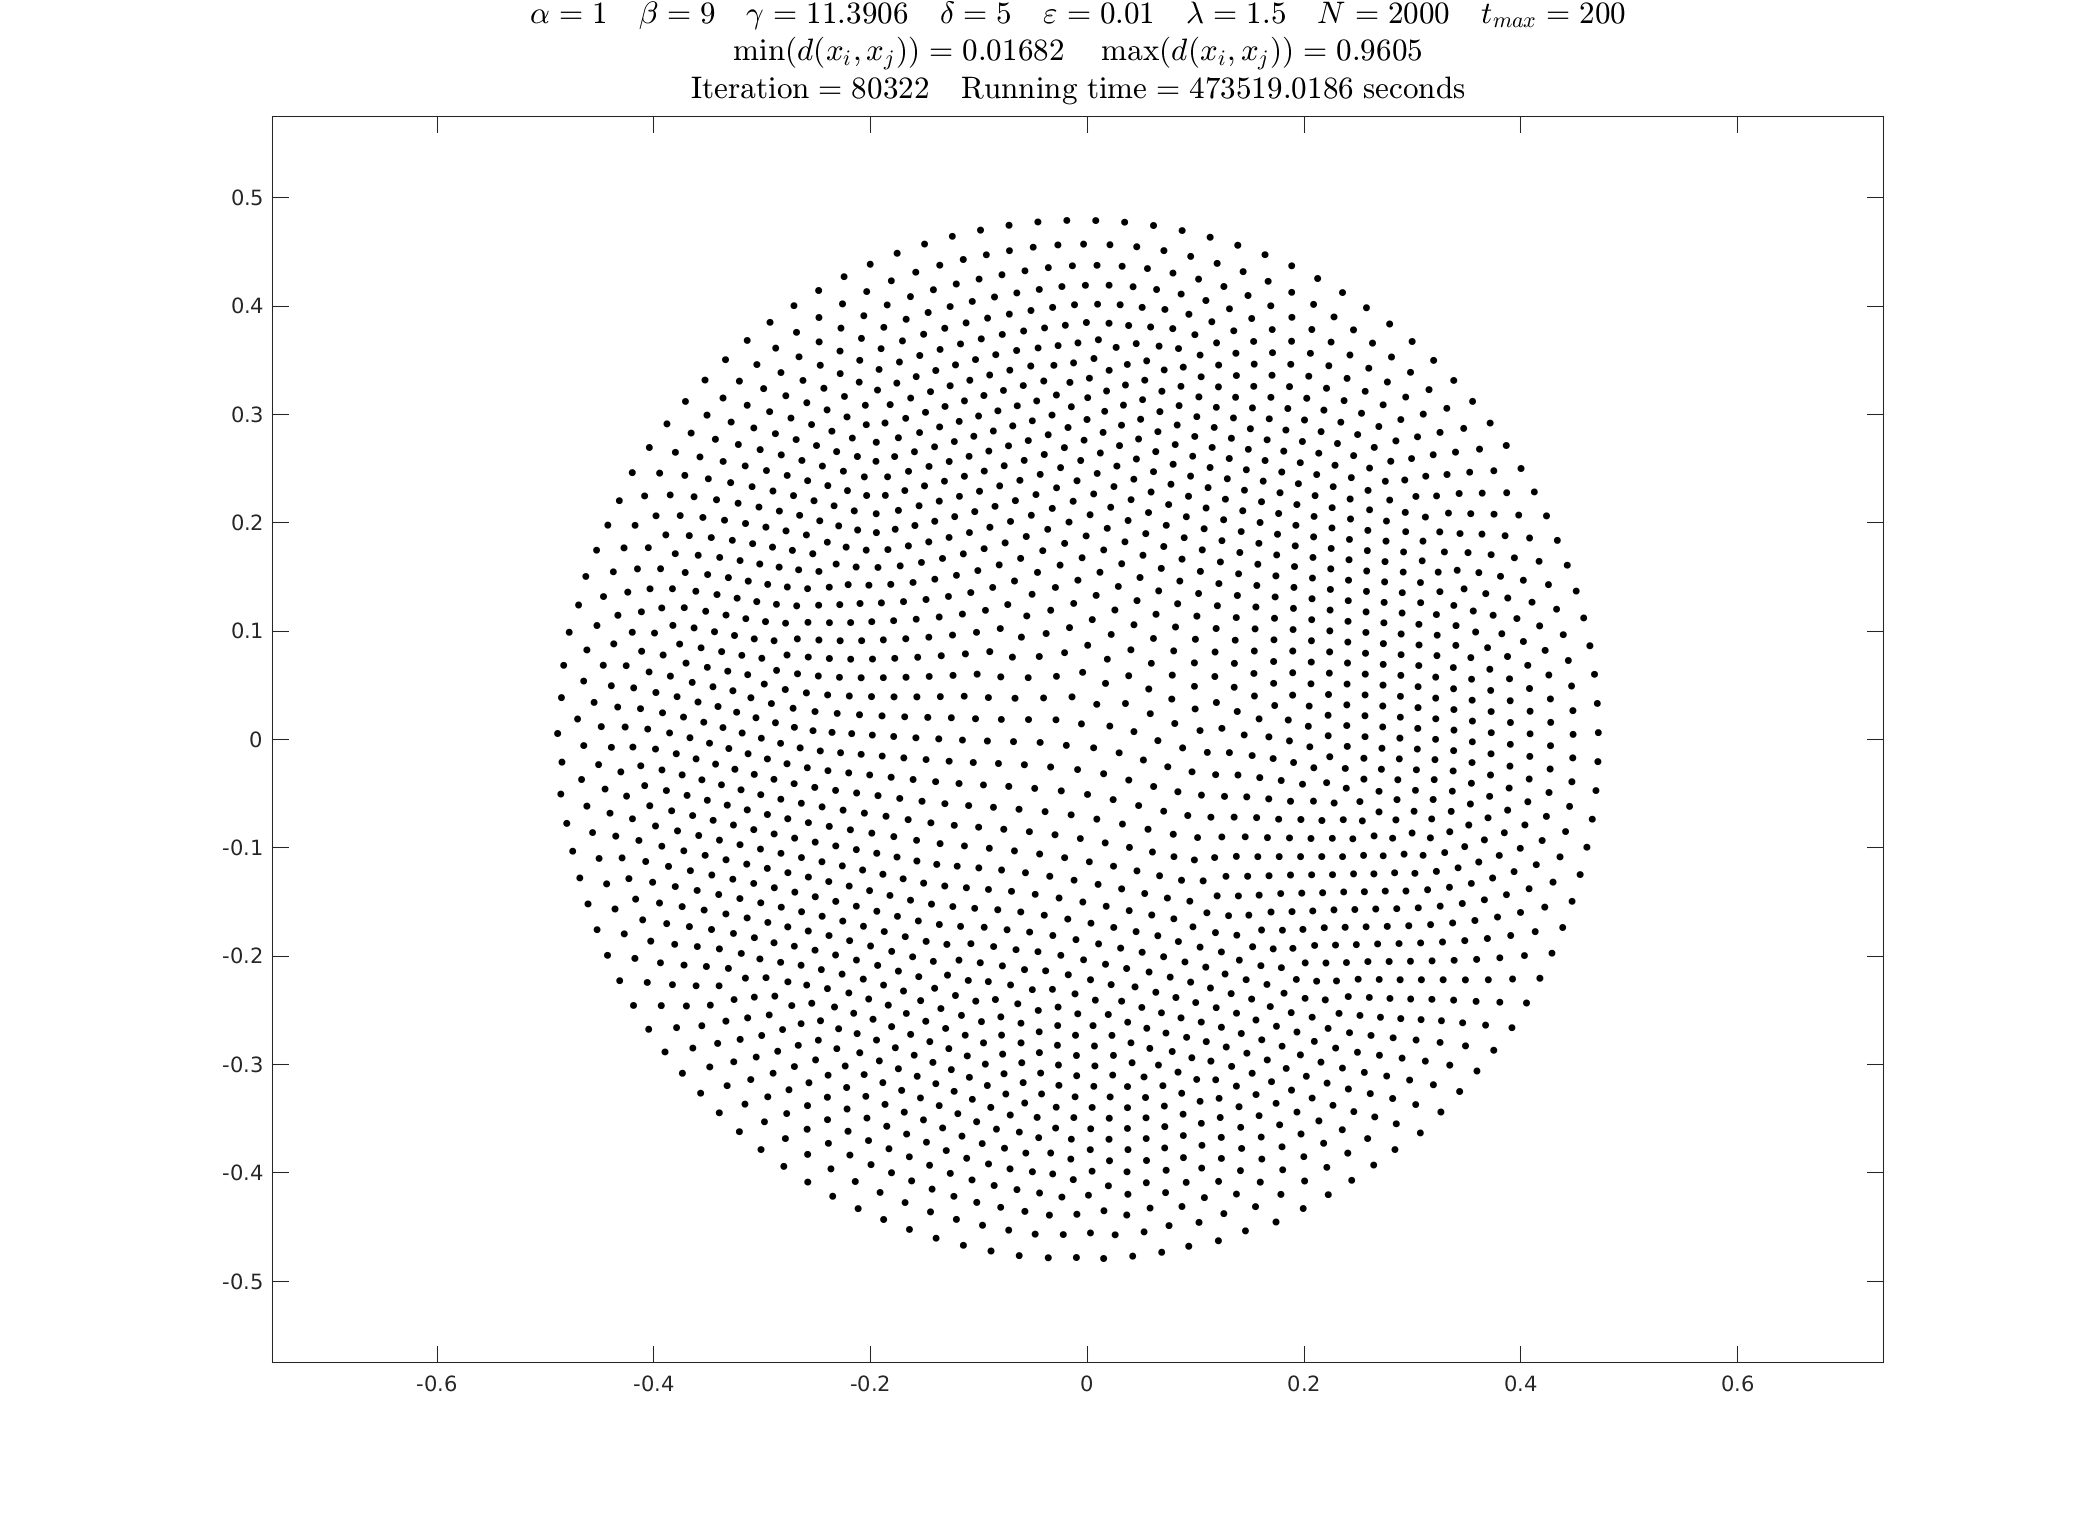 α = 1 β = 9 γ = 11.3906 δ = 5 ε = 0.01 λ = 1.5 N = 2000 t_max = 200
min(d(x_i, x_j)) = 0.01682 max(d(x_i, x_j)) = 0.9605
Iteration = 80322 Running time = 473519.0186 seconds
0.5
0.4
0.3
0.2
0.1
0
-0.1
-0.2
-0.3
-0.4
-0.5
-0.6 -0.4 -0.2 0 0.2 0.4 0.6